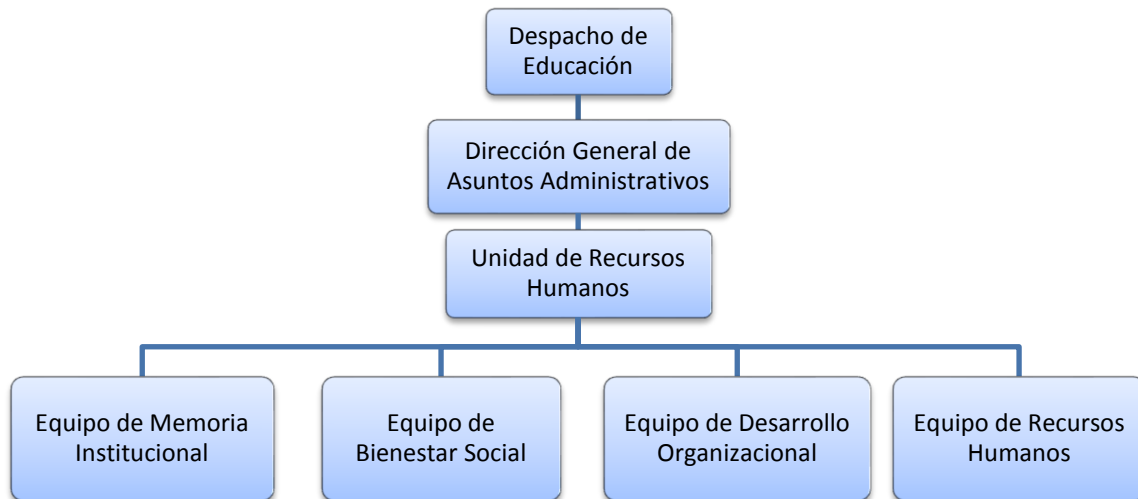 Despacho de
Educación
Dirección General de
Asuntos Administrativos
Unidad de Recursos
Humanos
Equipo de Memoria
Institucional
Equipo de
Bienestar Social
Equipo de Desarrollo
Organizacional
Equipo de Recursos
Humanos